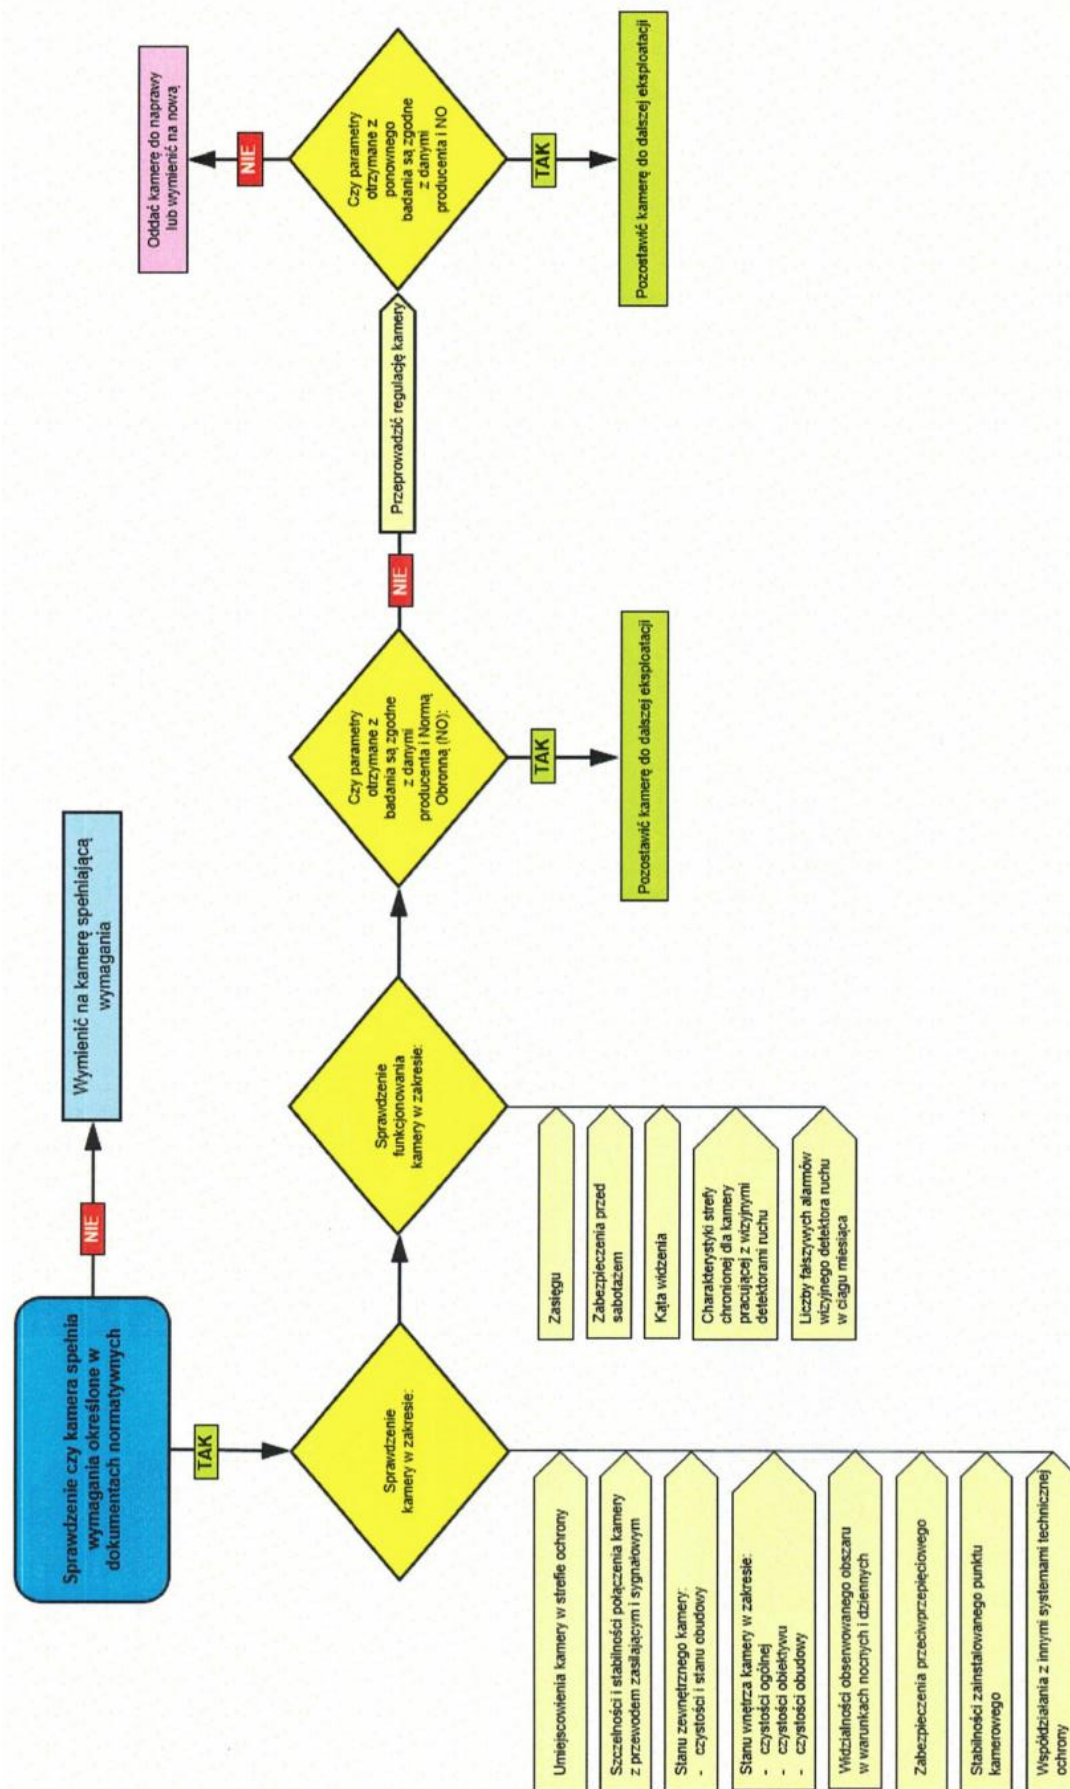 Sprawdzenie czy kamera spełnia
wymagania określone w
dokumentach normatywnych
NIE
Wymienić na kamerę spełniającą
wymagania
TAK
Sprawdzenie
kamery w zakresie:
Umiejscowienia kamery w strefie ochrony
Szczelności i stabilności połączenia kamery
z przewodem zasilającym i sygnałowym
Stanu zewnętrznego kamery:
- czystości i stanu obudowy
Stanu wnętrza kamery w zakresie:
- czystości ogólnej
- czystości obiektywu
- czystości obudowy
Widzialności obserwowanego obszaru
w warunkach nocnych i dziennych
Zabezpieczenia przeciwprzepięciowego
Stabilności zainstalowanego punktu
kamerowego
Współdziałania z innymi systemami technicznej
ochrony
Sprawdzenie
funkcjonowania
kamery w zakresie:
Zasięgu
Zabezpieczenia przed
sabotażem
Kąta widzenia
Charakterystyki strefy
chronionej dla kamery
pracującej z wizyjnymi
detektorami ruchu
Liczby fałszywych alarmów
wizyjnego detektora ruchu
w ciągu miesiąca
Czy parametry
otrzymane z
badania są zgodne
z danymi
producenta i Normą
Obronną (NO):
TAK
Pozostawić kamerę do dalszej eksploatacji
NIE
Przeprowadzić regulację kamery
Czy parametry
otrzymane z
ponownego
badania są zgodne
z danymi
producenta i NO
NIE
Oddać kamerę do naprawy
lub wymienić na nową
TAK
Pozostawić kamerę do dalszej eksploatacji